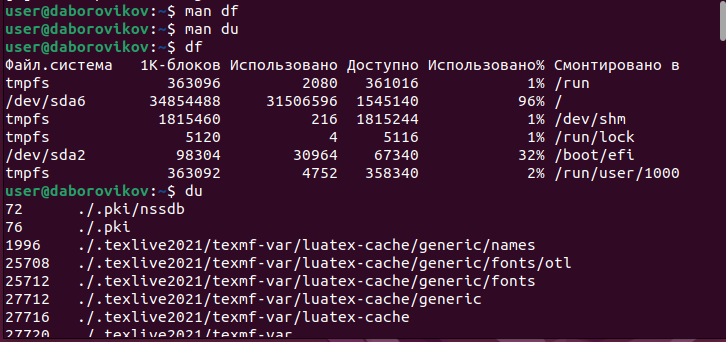 user@daborovikov:~$ man df
user@daborovikov:~$ man du
user@daborovikov:~$ df
Файл.система 1K-блоков Использовано Доступно Использовано% Смонтировано в
tmpfs 363096 2080 361016 1% /run
/dev/sda6 34854488 31506596 1545140 96% /
tmpfs 1815460 216 1815244 1% /dev/shm
tmpfs 5120 4 5116 1% /run/lock
/dev/sda2 98304 30964 67340 32% /boot/efi
tmpfs 363092 4752 358340 2% /run/user/1000
user@daborovikov:~$ du
72 ./.pki/nssdb
76 ./.pki
1996 ./.texlive2021/texmf-var/luatex-cache/generic/names
25708 ./.texlive2021/texmf-var/luatex-cache/generic/fonts/otl
25712 ./.texlive2021/texmf-var/luatex-cache/generic/fonts
27712 ./.texlive2021/texmf-var/luatex-cache/generic
27716 ./.texlive2021/texmf-var/luatex-cache
27720 ./.texlive2021/texmf-var